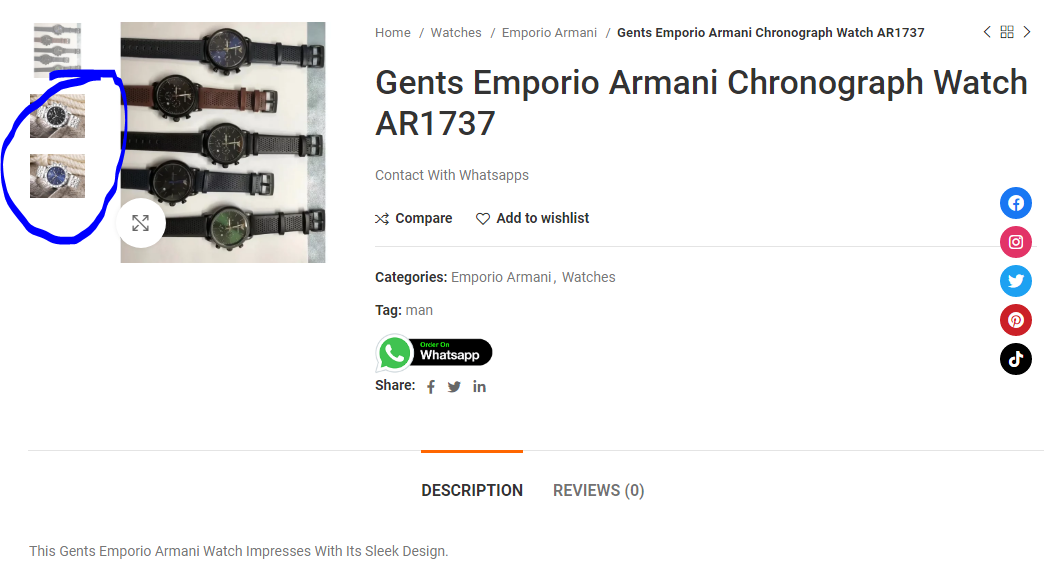 Home / Watches / Emporio Armani / Gents Emporio Armani Chronograph Watch AR1737
Gents Emporio Armani Chronograph Watch
AR1737
Contact With Whatsapps
Compare Add to wishlist
Categories: Emporio Armani, Watches
Tag: man
Order On
Whatsapp
Share:
DESCRIPTION REVIEWS (0)
This Gents Emporio Armani Watch Impresses With Its Sleek Design.